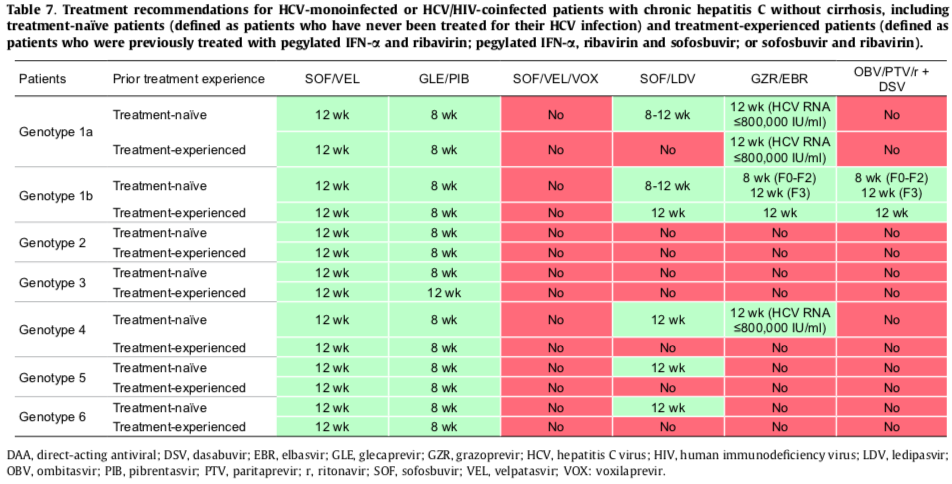 Table 7. Treatment recommendations for HCV-monoinfected or HCV/HIV-coinfected patients with chronic hepatitis C without cirrhosis, including
treatment-naïve patients (defined as patients who have never been treated for their HCV infection) and treatment-experienced patients (defined as
patients who were previously treated with pegylated IFN-α and ribavirin; pegylated IFN-α, ribavirin and sofosbuvir; or sofosbuvir and ribavirin).
Patients Prior treatment experience SOF/VEL GLE/PIB SOF/VEL/VOX SOF/LDV GZR/EBR OBV/PTV/r +
DSV
Genotype 1a Treatment-naïve 12 wk 8 wk No 8-12 wk 12 wk (HCV RNA
≤800,000 IU/ml) No
Treatment-experienced 12 wk 8 wk No No 12 wk (HCV RNA
≤800,000 IU/ml) No
Genotype 1b Treatment-naïve 12 wk 8 wk No 8-12 wk 8 wk (F0-F2)
12 wk (F3) 8 wk (F0-F2)
12 wk (F3)
Treatment-experienced 12 wk 8 wk No 12 wk 12 wk 12 wk
Genotype 2 Treatment-naïve 12 wk 8 wk No No No No
Treatment-experienced 12 wk 8 wk No No No No
Genotype 3 Treatment-naïve 12 wk 8 wk No No No No
Treatment-experienced 12 wk 12 wk No No No No
Genotype 4 Treatment-naïve 12 wk 8 wk No 12 wk 12 wk (HCV RNA
≤800,000 IU/ml) No
Treatment-experienced 12 wk 8 wk No No No No
Genotype 5 Treatment-naïve 12 wk 8 wk No 12 wk No No
Treatment-experienced 12 wk 8 wk No No No No
Genotype 6 Treatment-naïve 12 wk 8 wk No 12 wk No No
Treatment-experienced 12 wk 8 wk No No No No
DAA, direct-acting antiviral; DSV, dasabuvir; EBR, elbasvir; GLE, glecaprevir; GZR, grazoprevir; HCV, hepatitis C virus; HIV, human immunodeficiency virus; LDV, ledipasvir;
OBV, ombitasvir; PIB, pibrentasvir; PTV, paritaprevir; r, ritonavir; SOF, sofosbuvir; VEL, velpatasvir; VOX: voxilaprevir.